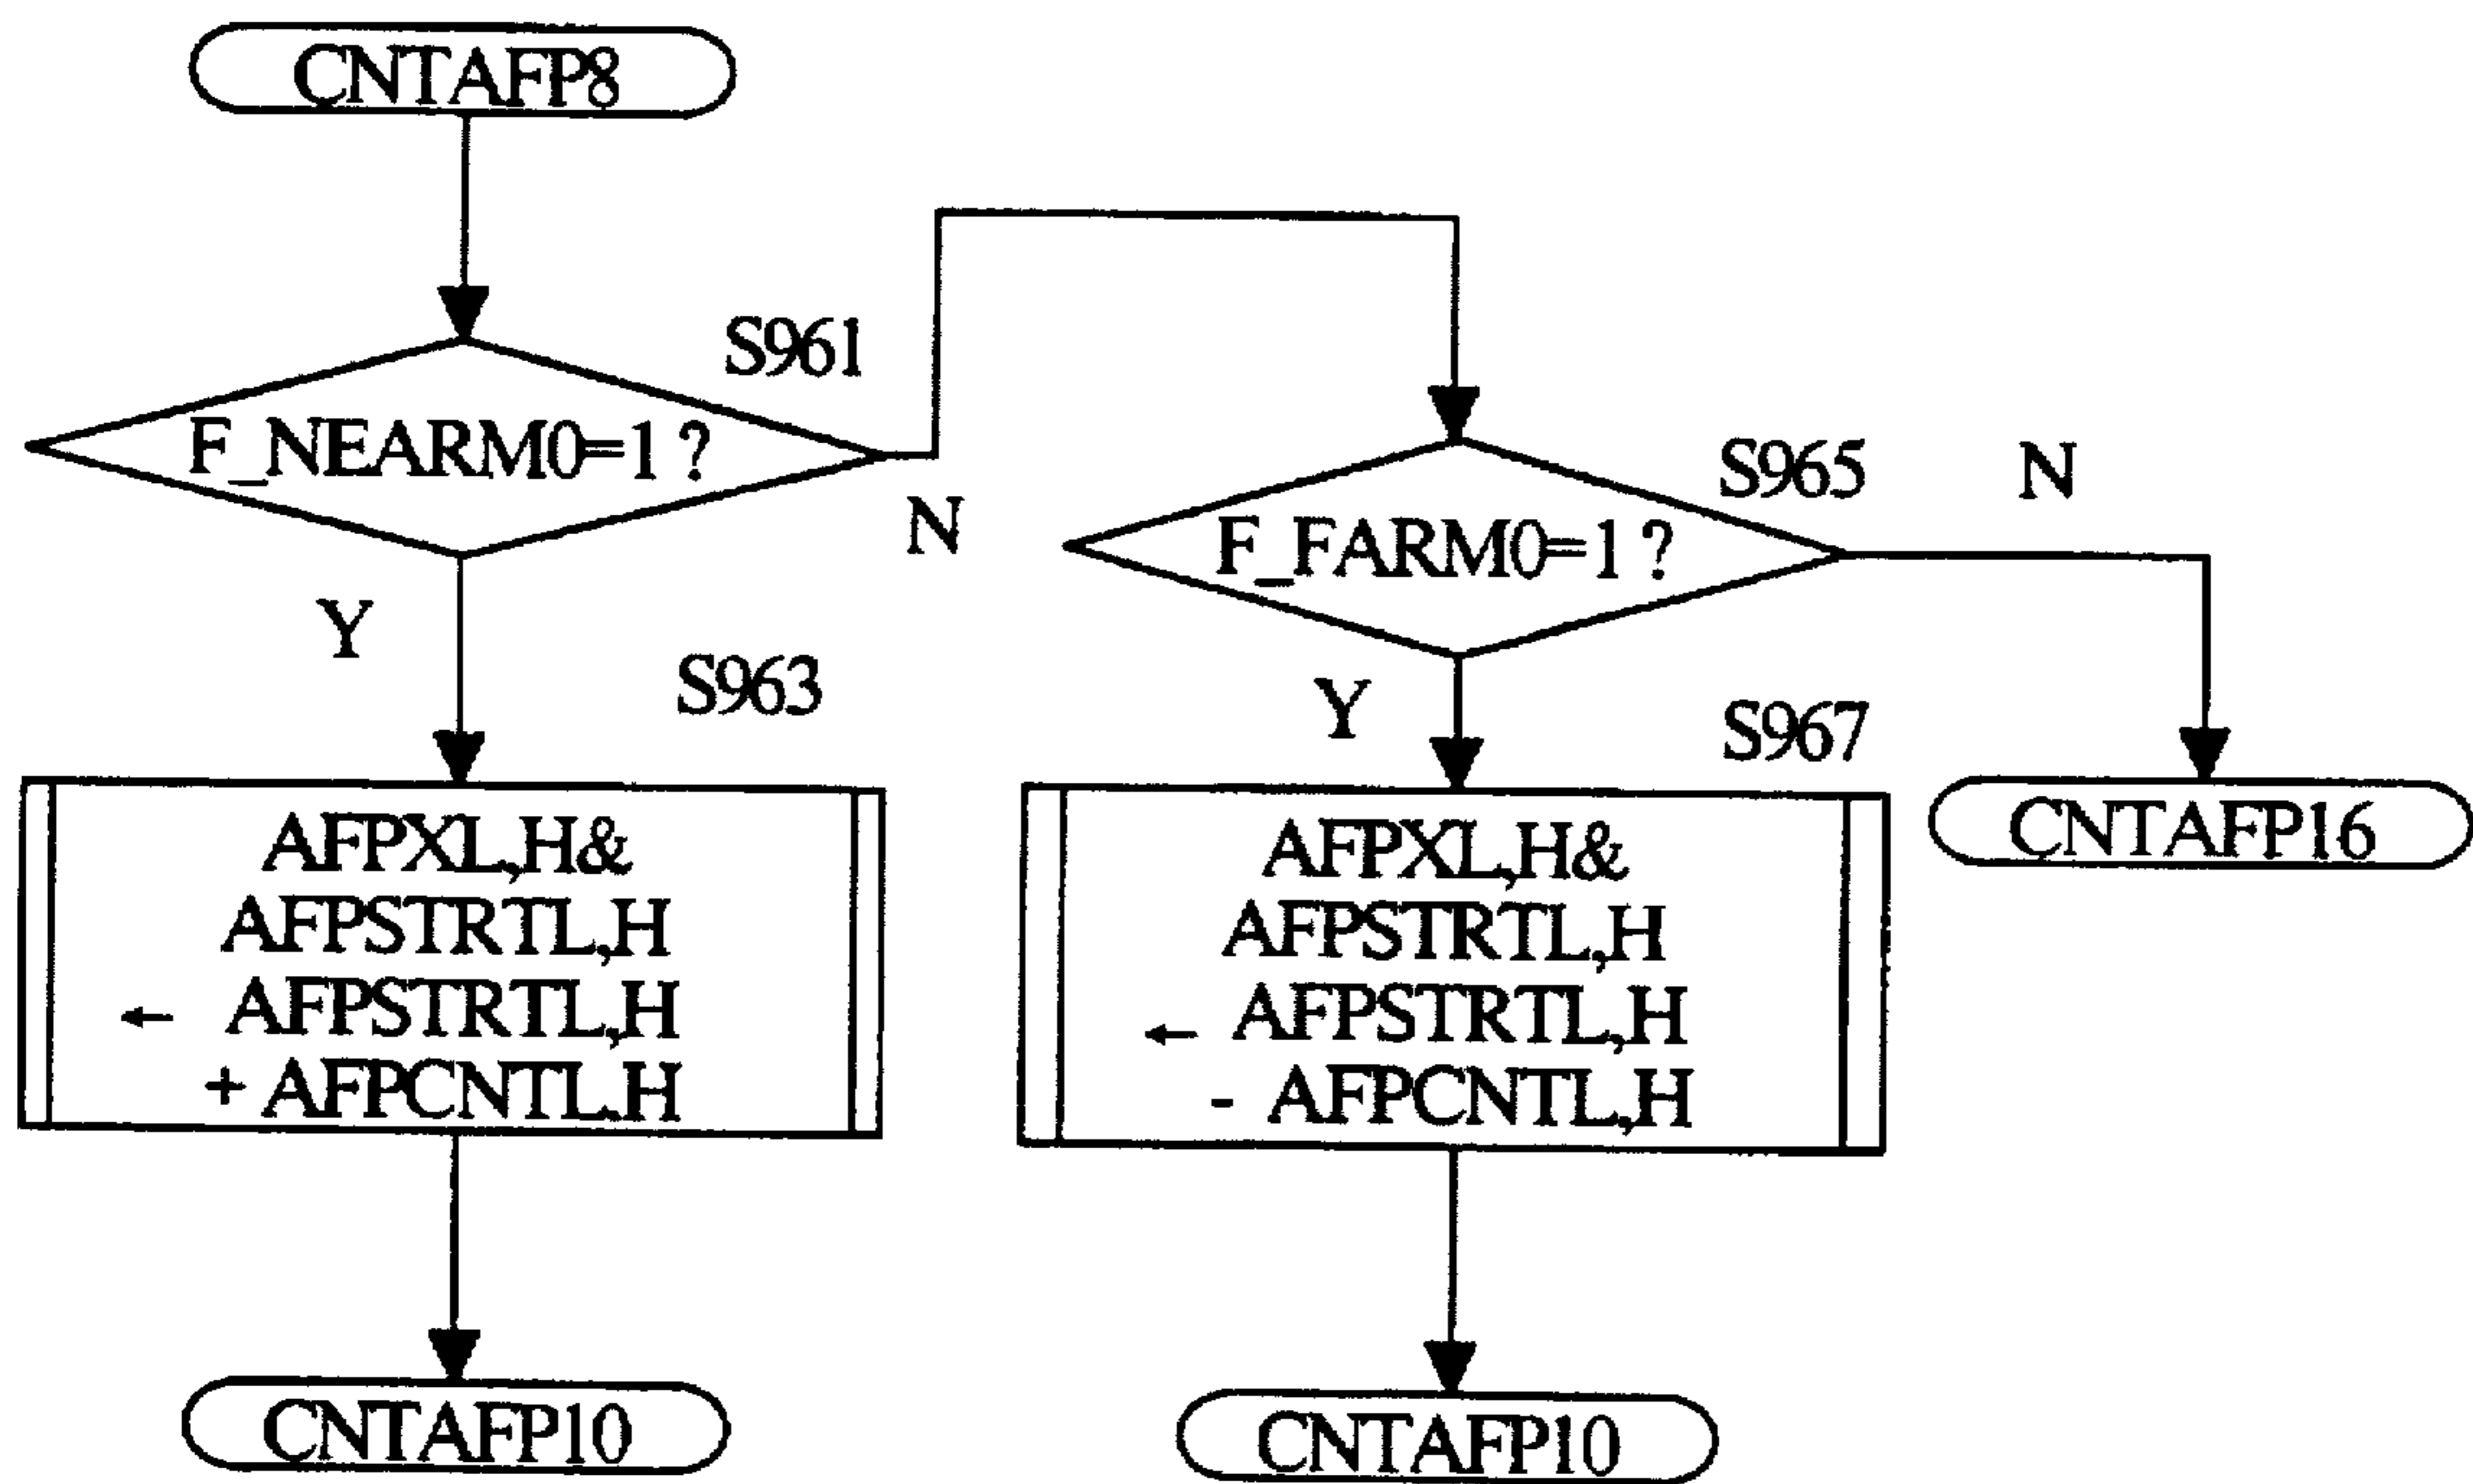 CNTAFP8
S961
F_NEARM0=1 ?
N
Y
S963
AFPXL,H&
AFPSTRTL,H
← AFPSTRTL,H
+ AFPCNTL,H
CNTAFP10
S965
N
F_FARM0=1 ?
Y
S967
AFPXL,H&
AFPSTRTL,H
← AFPSTRTL,H
- AFPCNTL,H
CNTAFP10
CNTAFP16